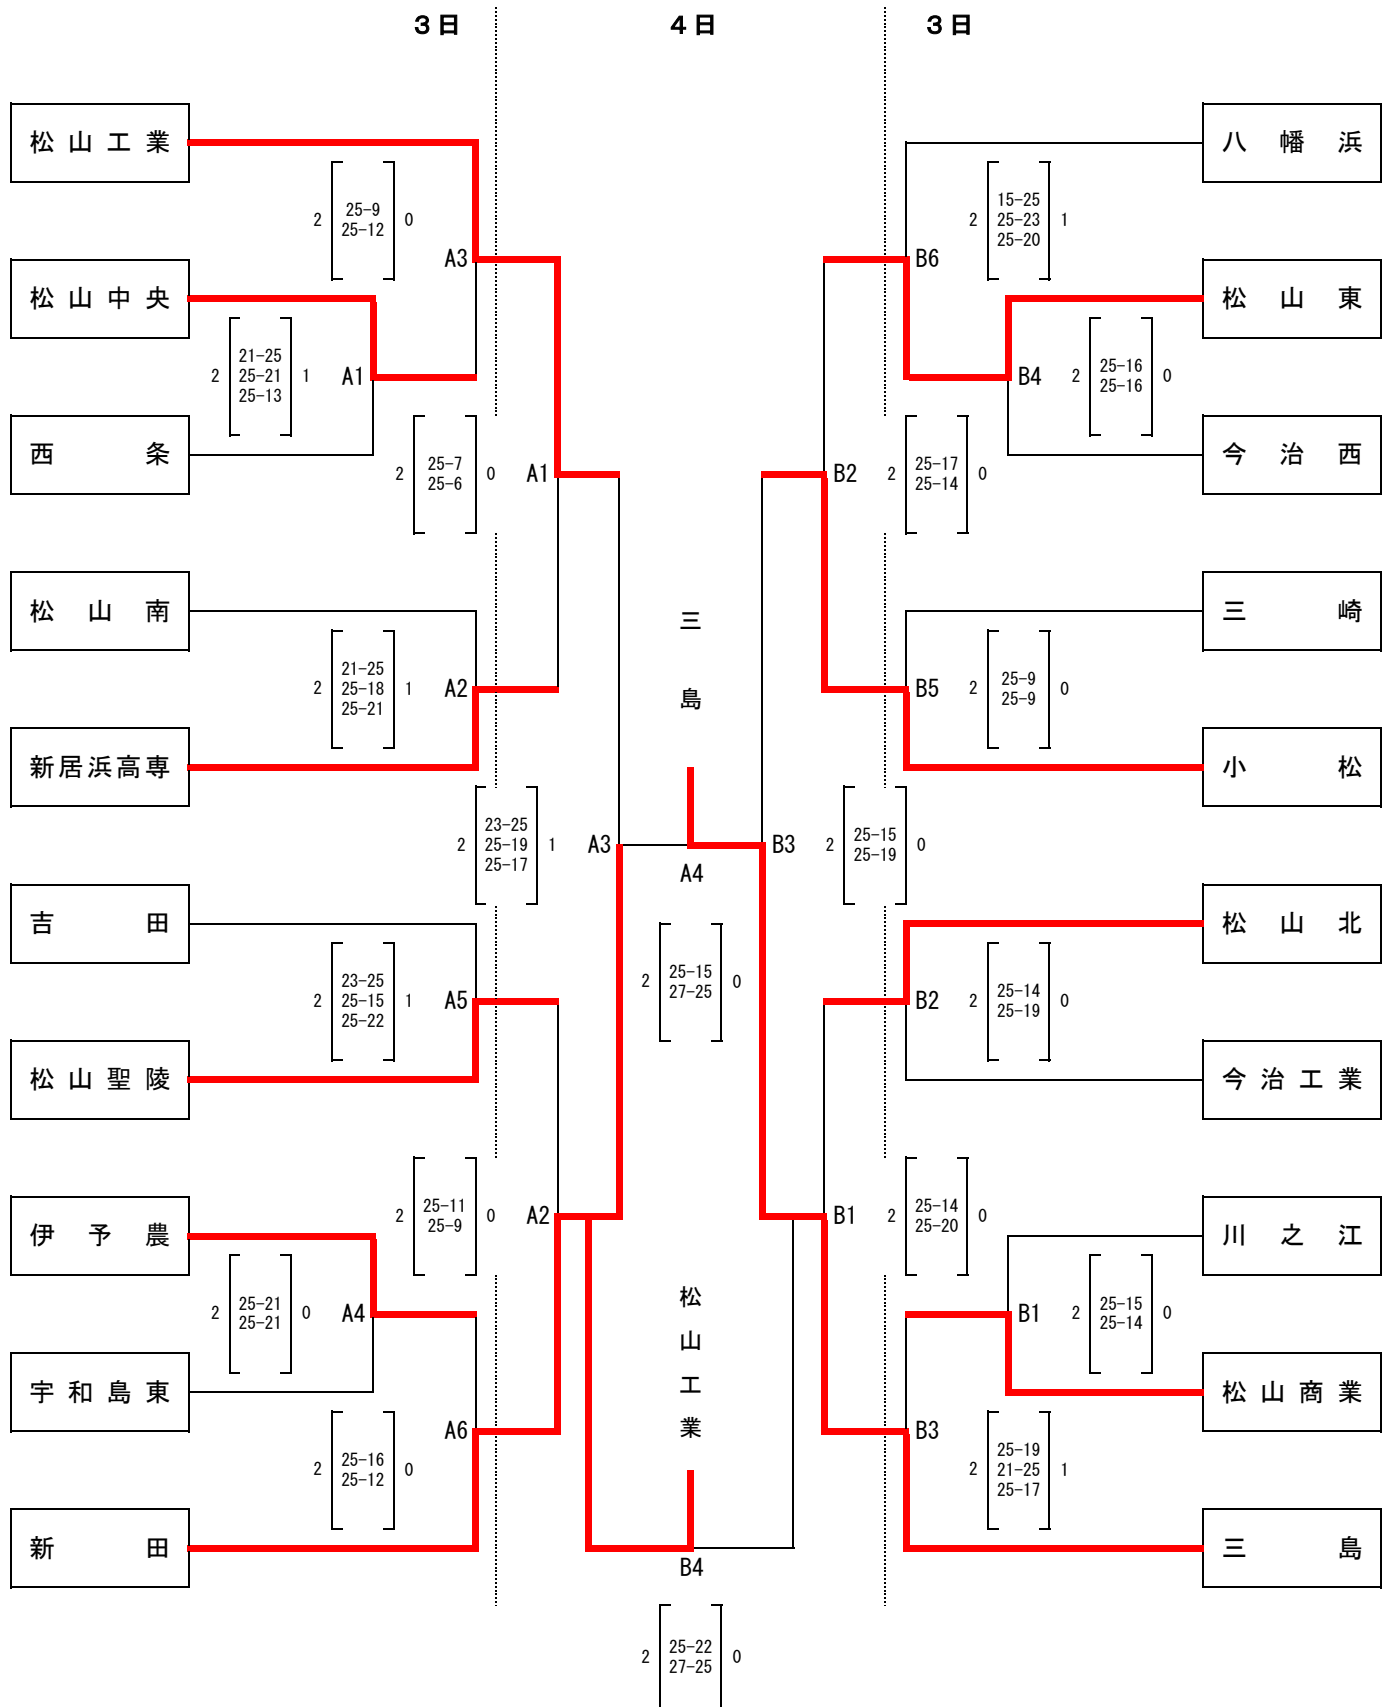 ３日
４日
３日
松山工業
八幡浜
2
25-9
25-12
0
2
15-25
25-23
25-20
1
A3
B6
松山中央
松山東
2
21-25
25-21
25-13
1
A1
B4
2
25-16
25-16
0
西条
今治西
2
25-7
25-6
0
A1
B2
2
25-17
25-14
0
松山南
三崎
三島
2
21-25
25-18
25-21
1
A2
B5
2
25-9
25-9
0
新居浜高専
小松
2
23-25
25-19
25-17
1
A3
A4
B3
2
25-15
25-19
0
吉田
松山北
2
23-25
25-15
25-22
1
A5
2
25-15
27-25
0
B2
2
25-14
25-19
0
松山聖陵
今治工業
2
25-11
25-9
0
A2
B1
2
25-14
25-20
0
伊予農
川之江
2
25-21
25-21
0
A4
松山工業
B1
2
25-15
25-14
0
宇和島東
松山商業
2
25-16
25-12
0
A6
B3
2
25-19
21-25
25-17
1
新田
三島
B4
2
25-22
27-25
0